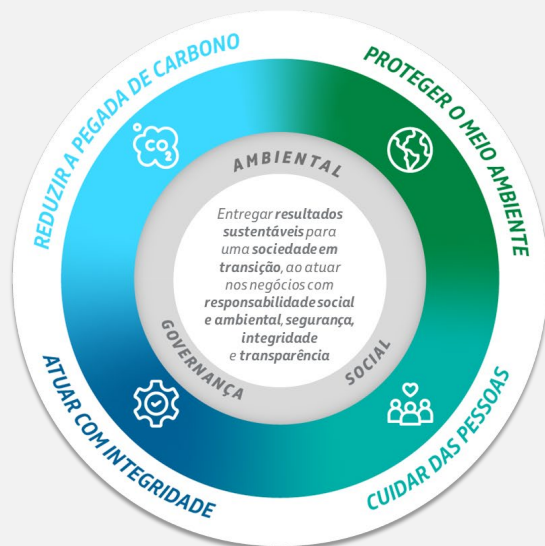 REDUZIR A PEGADA DE CARBONO
PROTEGER O MEIO AMBIENTE
CO2
AMBIENTAL
Entregar resultados
sustentáveis para
uma sociedade em
transição, ao atuar
nos negócios com
responsabilidade social
e ambiental, segurança,
integridade
e transparência
GOVERNANÇA
SOCIAL
ATUAR COM INTEGRIDADE
CUIDAR DAS PESSOAS